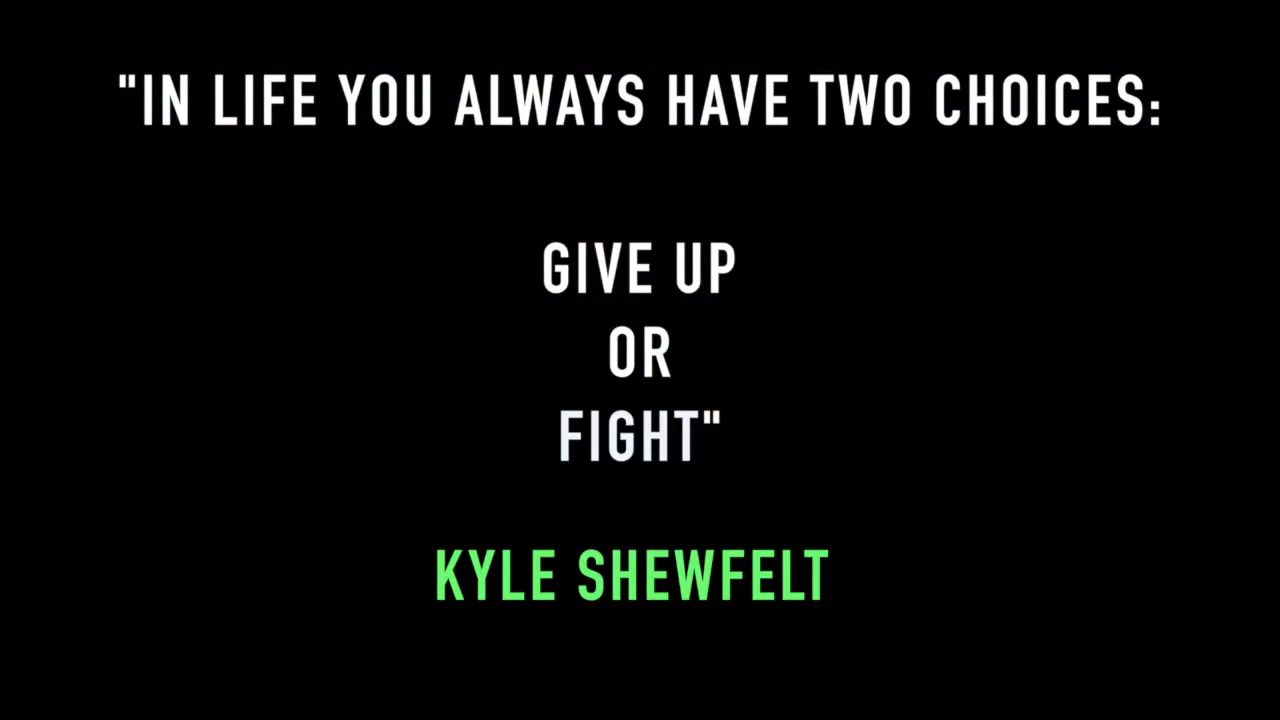 "IN LIFE YOU ALWAYS HAVE TWO CHOICES:
GIVE UP
OR
FIGHT"
KYLE SHEWFELT